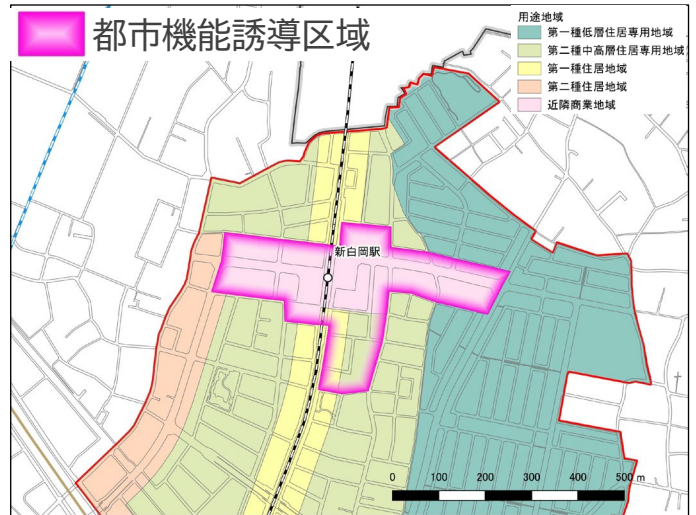 都市機能誘導区域
用途地域
第一種低層住居専用地域
第二種中高層住居専用地域
第一種住居地域
第二種住居地域
近隣商業地域
新白岡駅
0 100 200 300 400 500 m